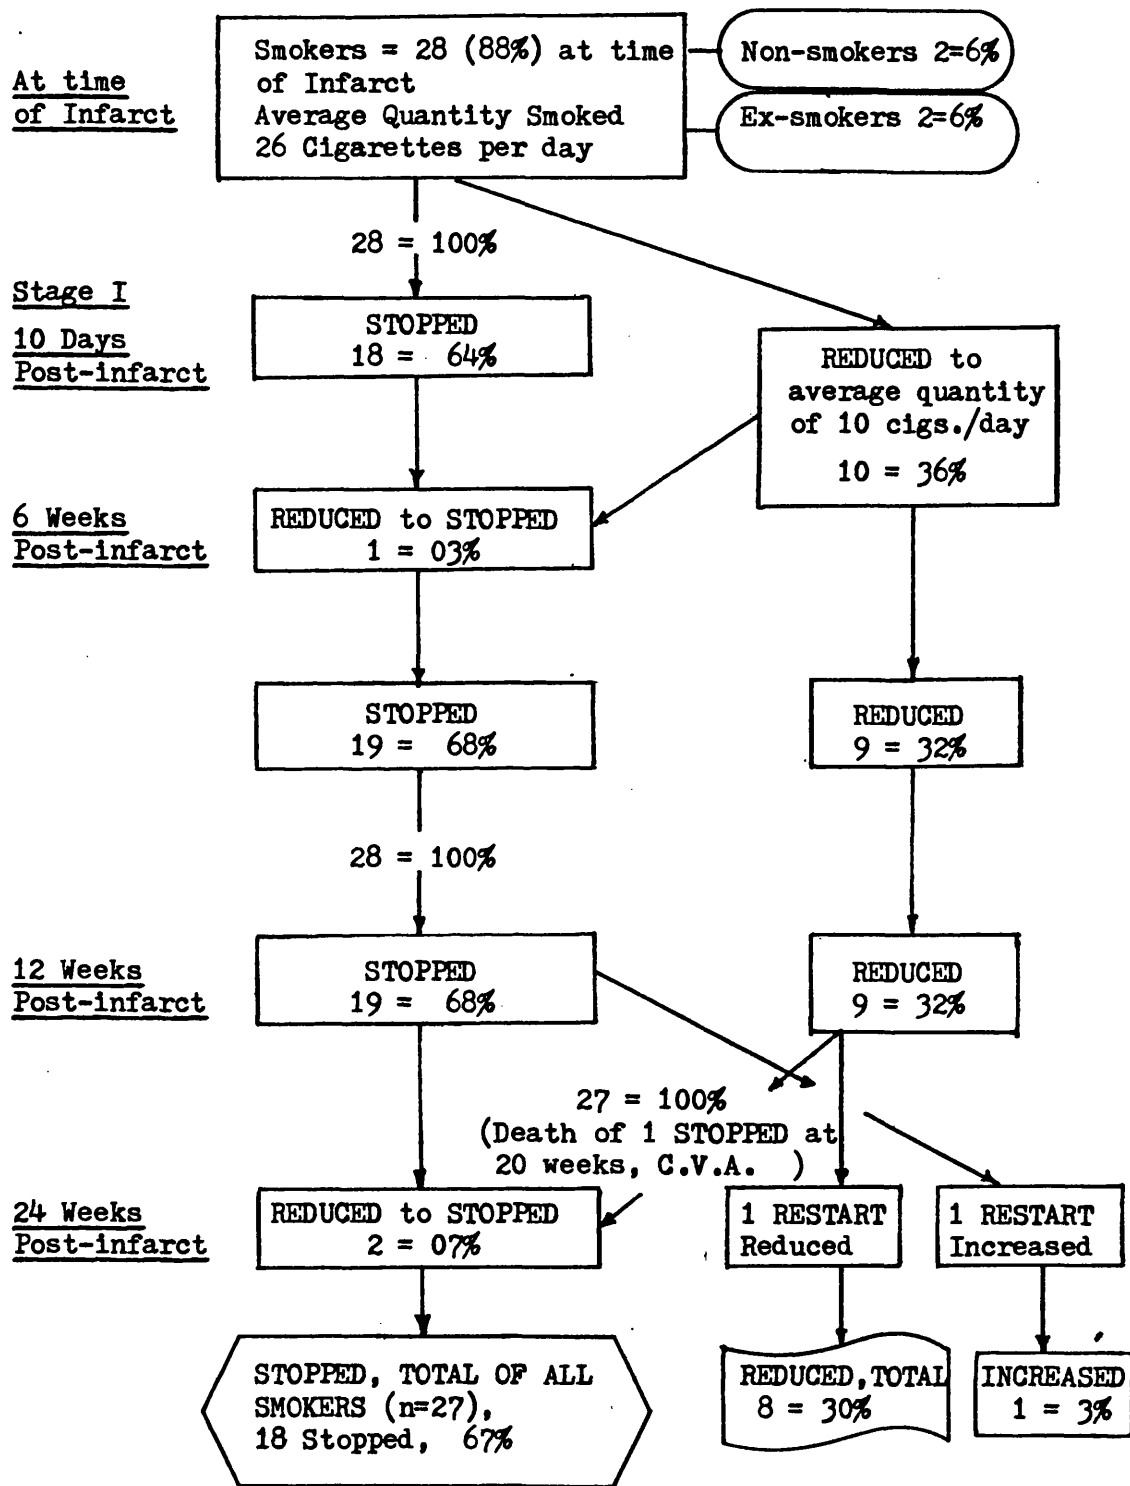 At time
of Infarct
Smokers = 28 (88%) at time
of Infarct
Average Quantity Smoked
26 Cigarettes per day
Non-smokers 2=6%
Ex-smokers 2=6%
28 = 100%
Stage I
10 Days
Post-infarct
STOPPED
18 = 64%
REDUCED to
average quantity
of 10 cigs./day
10 = 36%
6 Weeks
Post-infarct
REDUCED to STOPPED
1 = 03%
STOPPED
19 = 68%
REDUCED
9 = 32%
28 = 100%
12 Weeks
Post-infarct
STOPPED
19 = 68%
REDUCED
9 = 32%
27 = 100%
(Death of 1 STOPPED at
20 weeks, C.V.A. )
24 Weeks
Post-infarct
REDUCED to STOPPED
2 = 07%
1 RESTART
Reduced
1 RESTART
Increased
STOPPED, TOTAL OF ALL
SMOKERS (n=27),
18 Stopped, 67%
REDUCED, TOTAL
8 = 30%
INCREASED
1 = 3%